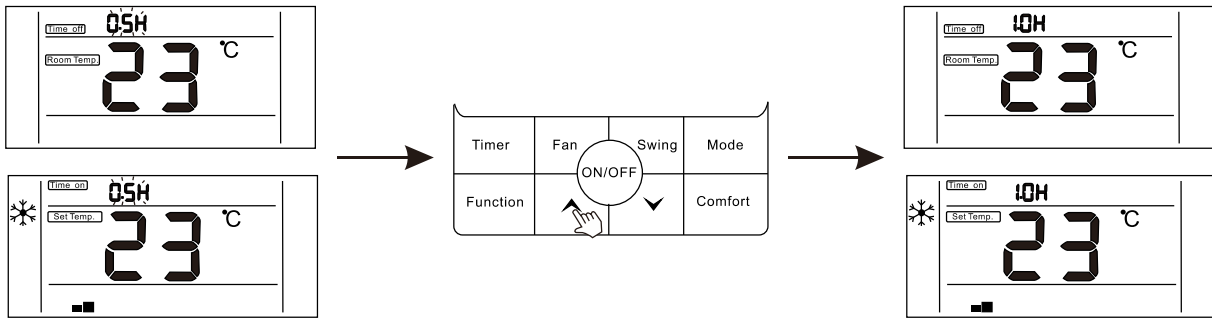 Time off 0.5H
Room Temp. 23 °C
Time on 0.5H
Set Temp. 23 °C
Timer Fan Swing Mode
ON/OFF
Function Comfort
Time off 1.0H
Room Temp. 23 °C
Time on 1.0H
Set Temp. 23 °C